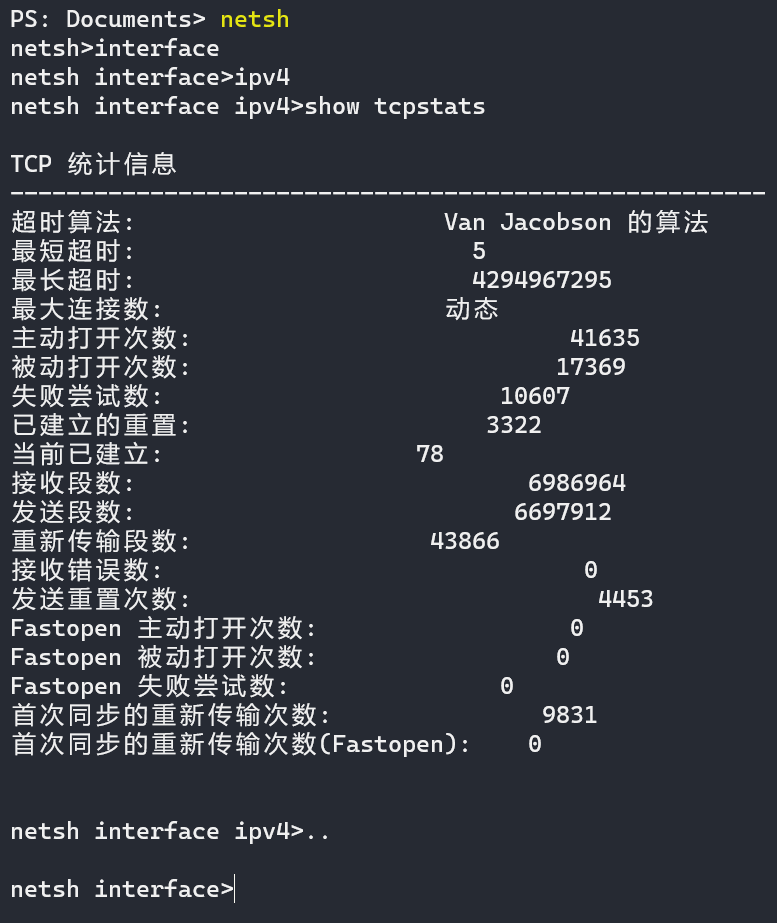 PS: Documents> netsh
netsh>interface
netsh interface>ipv4
netsh interface ipv4>show tcpstats
TCP 统计信息
------------------------------------------------------
超时算法: Van Jacobson 的算法
最短超时: 5
最长超时: 4294967295
最大连接数: 动态
主动打开次数: 41635
被动打开次数: 17369
失败尝试数: 10607
已建立的重置: 3322
当前已建立: 78
接收段数: 6986964
发送段数: 6697912
重新传输段数: 43866
接收错误数: 0
发送重置次数: 4453
Fastopen 主动打开次数: 0
Fastopen 被动打开次数: 0
Fastopen 失败尝试数: 0
首次同步的重新传输次数: 9831
首次同步的重新传输次数(Fastopen): 0
netsh interface ipv4>..
netsh interface>